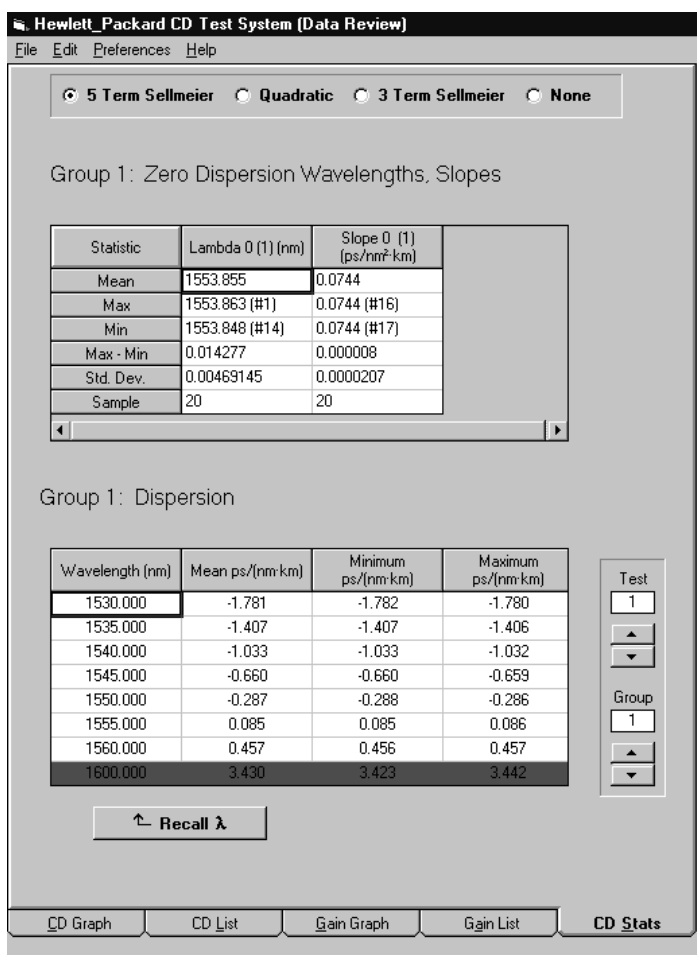 Hewlett_Packard CD Test System (Data Review)
File Edit Preferences Help
5 Term Sellmeier Quadratic 3 Term Sellmeier None
Group 1: Zero Dispersion Wavelengths, Slopes
Statistic Lambda 0 (1) (nm) Slope 0 (1) (ps/nm²·km)
Mean 1553.855 0.0744
Max 1553.863 (#1) 0.0744 (#16)
Min 1553.848 (#14) 0.0744 (#17)
Max - Min 0.014277 0.000008
Std. Dev. 0.00469145 0.0000207
Sample 20 20
Group 1: Dispersion
Wavelength (nm) Mean ps/(nm·km) Minimum ps/(nm·km) Maximum ps/(nm·km)
1530.000 -1.781 -1.782 -1.780
1535.000 -1.407 -1.407 -1.406
1540.000 -1.033 -1.033 -1.032
1545.000 -0.660 -0.660 -0.659
1550.000 -0.287 -0.288 -0.286
1555.000 0.085 0.085 0.086
1560.000 0.457 0.456 0.457
1600.000 3.430 3.423 3.442
Test
1
Group
1
Recall λ
CD Graph CD List Gain Graph Gain List CD Stats